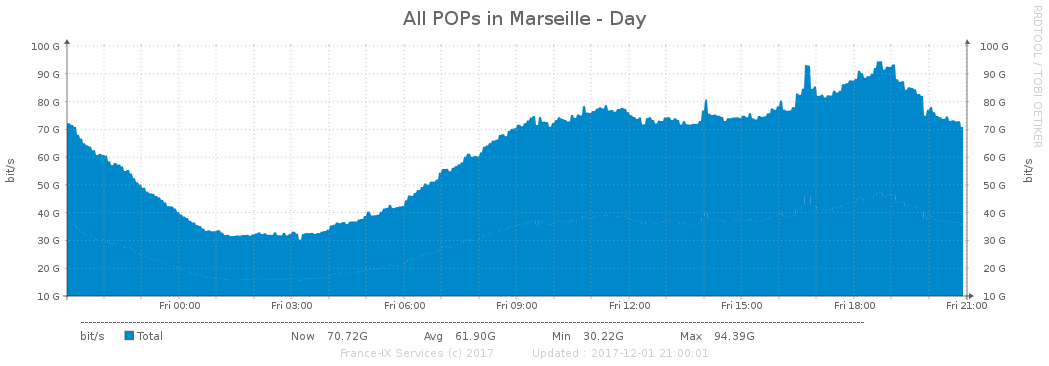 All POPs in Marseille - Day
RRDTOOL / TOBI OETIKER
bit/s
100 G 100 G
90 G 90 G
80 G 80 G
70 G 70 G
60 G 60 G
50 G 50 G
40 G 40 G
30 G 30 G
20 G 20 G
10 G 10 G
bit/s
Fri 00:00 Fri 03:00 Fri 06:00 Fri 09:00 Fri 12:00 Fri 15:00 Fri 18:00 Fri 21:00
bit/s Total Now 70.72G Avg 61.90G Min 30.22G Max 94.39G
France-IX Services (c) 2017 Updated : 2017-12-01 21:00:01